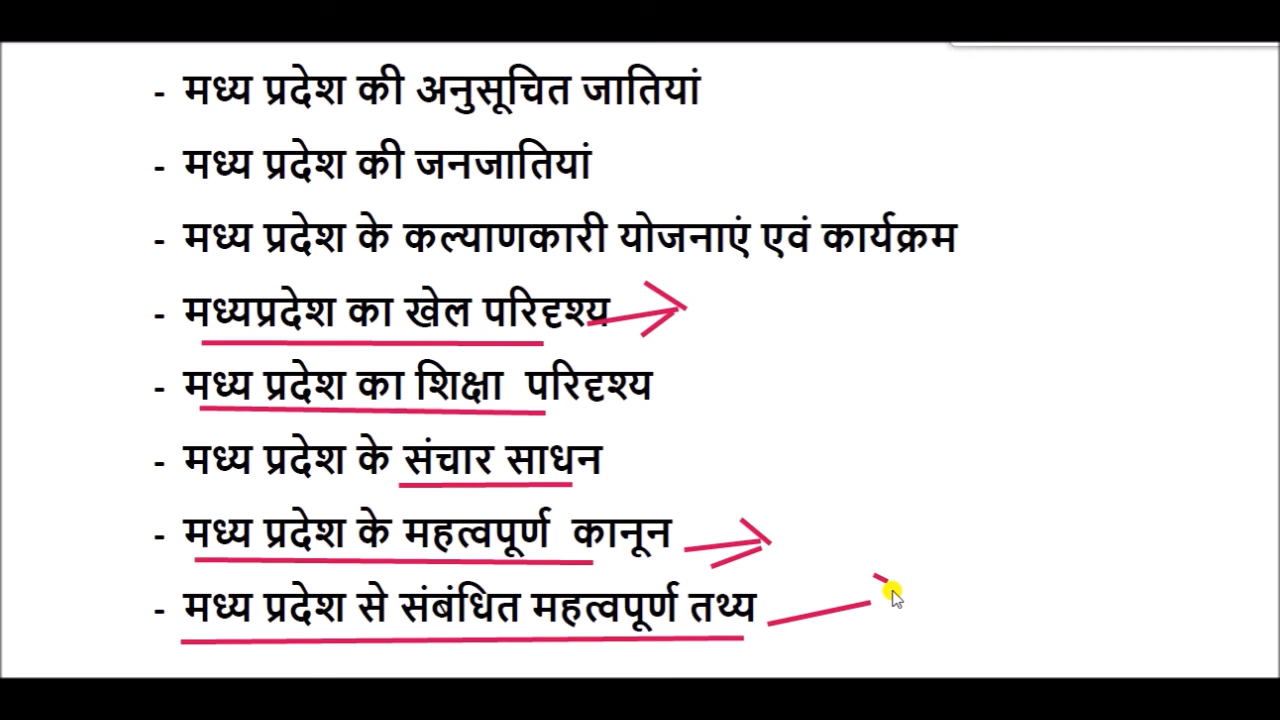 - मध्य प्रदेश की अनुसूचित जातियां
- मध्य प्रदेश की जनजातियां
- मध्य प्रदेश के कल्याणकारी योजनाएं एवं कार्यक्रम
- मध्यप्रदेश का खेल परिदृश्य
- मध्य प्रदेश का शिक्षा परिदृश्य
- मध्य प्रदेश के संचार साधन
- मध्य प्रदेश के महत्वपूर्ण कानून
- मध्य प्रदेश से संबंधित महत्वपूर्ण तथ्य